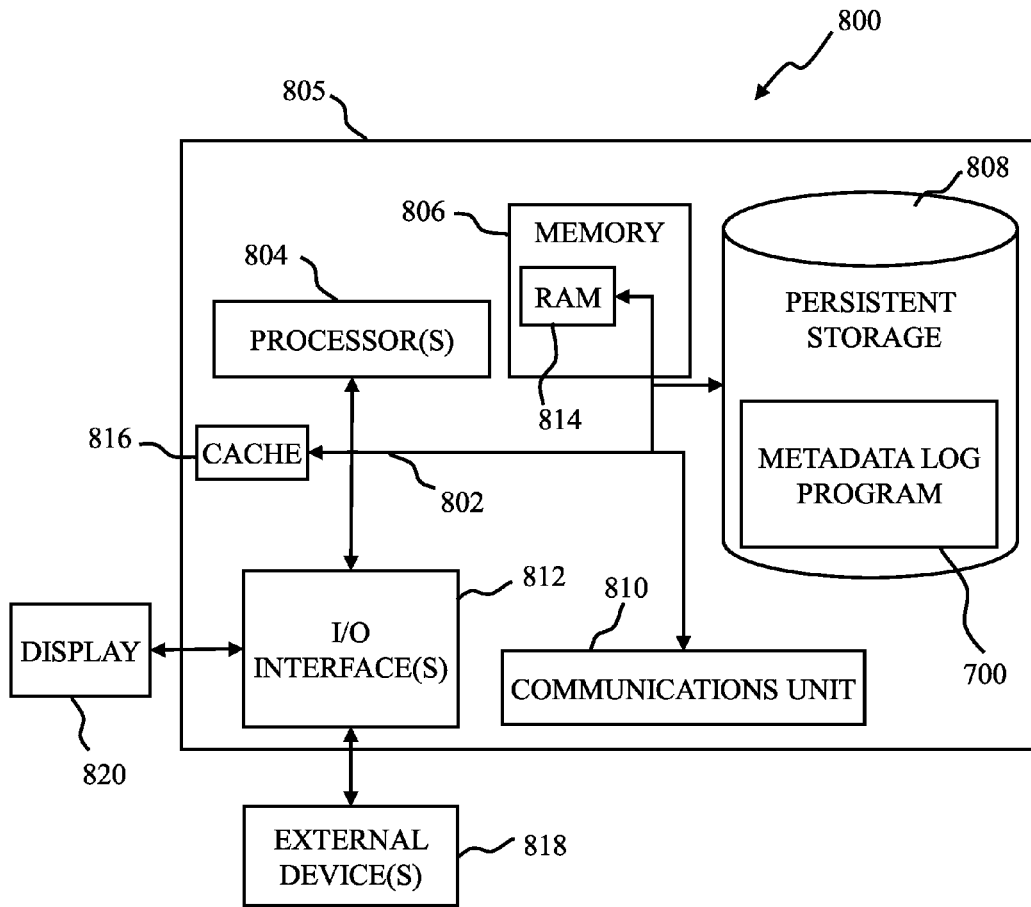 800
805
808
806
MEMORY
804
RAM
PERSISTENT
STORAGE
PROCESSOR(S)
814
816
CACHE
METADATA LOG
PROGRAM
802
812
810
DISPLAY
I/O
INTERFACE(S)
700
COMMUNICATIONS UNIT
820
EXTERNAL
DEVICE(S)
818